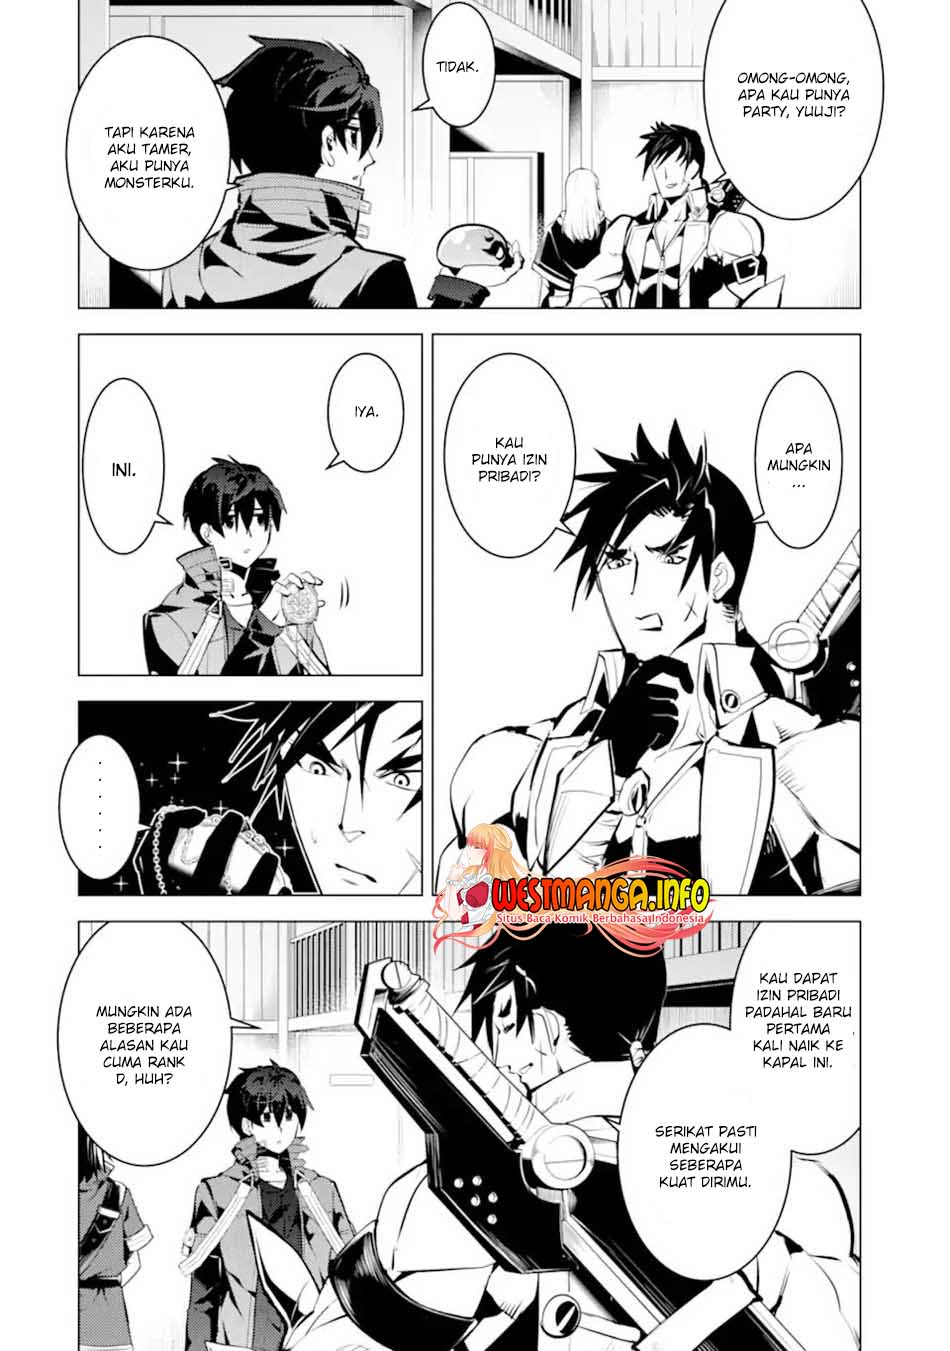 OMONG-OMONG,
APA KAU PUNYA
PARTY, YUUJI?
TIDAK.
TAPI KARENA
AKU TAMER,
AKU PUNYA
MONSTERKU.
APA
MUNGKIN
...
KAU
PUNYA IZIN
PRIBADI?
IYA.
INI.
. . . . . .
WESTMANGA.INFO
Situs Baca Komik Berbahasa Indonesia
KAU DAPAT
IZIN PRIBADI
PADAHAL BARU
PERTAMA
KALI NAIK KE
KAPAL INI.
SERIKAT PASTI
MENGAKUI
SEBERAPA
KUAT DIRIMU.
MUNGKIN ADA
BEBERAPA
ALASAN KAU
CUMA RANK
D, HUH?